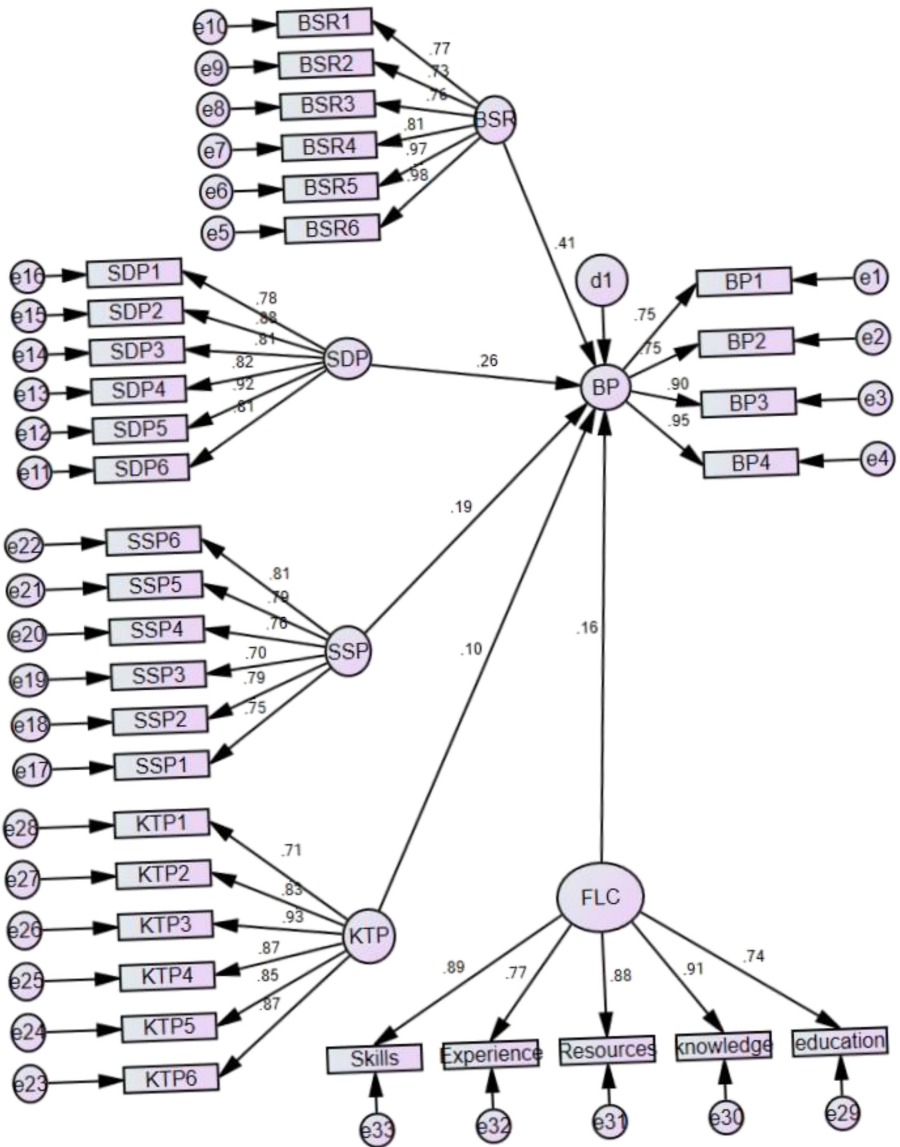 e10 BSR1
.77
e9 BSR2
.73
e8 BSR3
.76
BSR
e7 BSR4
.81
.97
e6 BSR5
.98
e5 BSR6
.41
e16 SDP1
d1
BP1 e1
.78
e15 SDP2
.88
.75
e14 SDP3
.81
SDP
BP2 e2
.75
.82
.26
e13 SDP4
.92
BP
.90
BP3 e3
.81
e12 SDP5
.95
e11 SDP6
BP4 e4
.19
e22 SSP6
.81
e21 SSP5
.79
e20 SSP4
.76
.16
SSP
.10
.70
e19 SSP3
.79
.75
e18 SSP2
e17 SSP1
e28 KTP1
.71
e27 KTP2
.83
FLC
e26 KTP3
.93
KTP
.87
e25 KTP4
.85
.89
.77
.88
.91
.74
.87
e24 KTP5
Skills Experience Resources knowledge education
e23 KTP6
e33 e32 e31 e30 e29